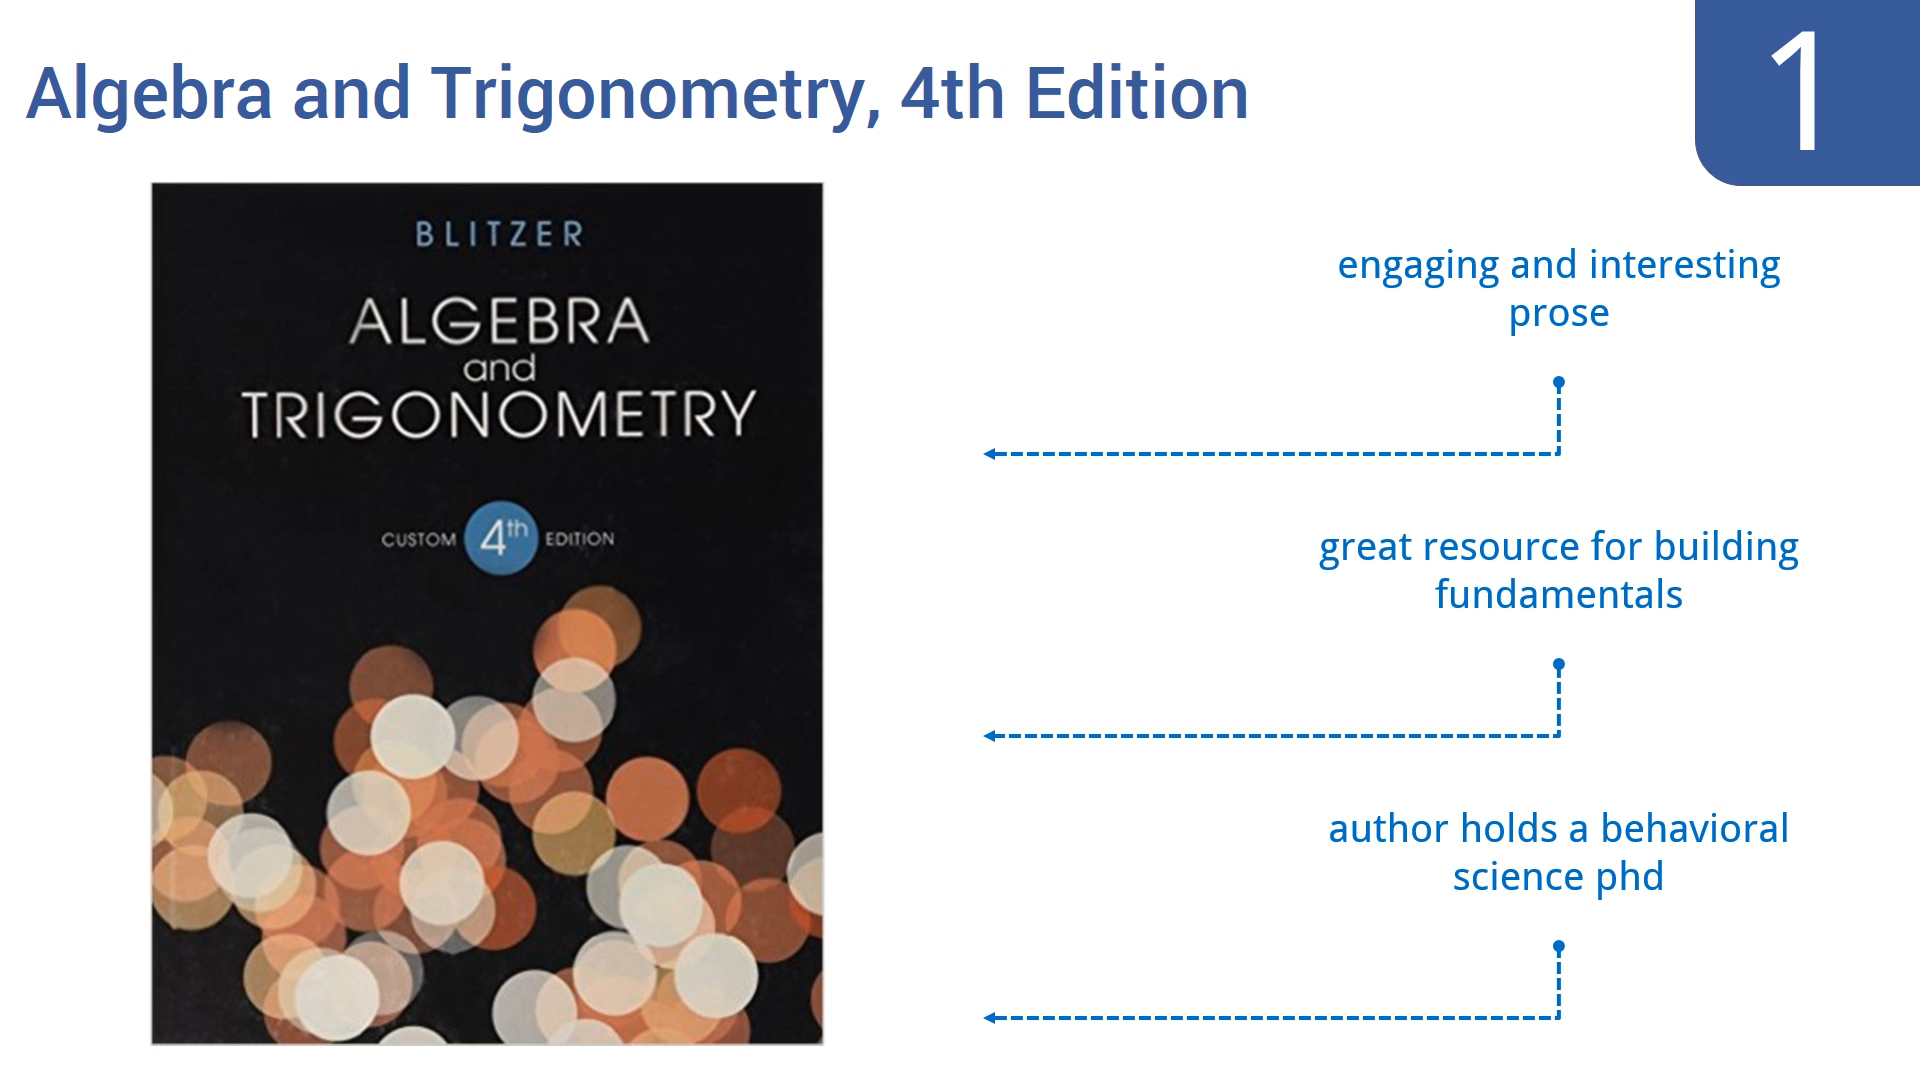 Algebra and Trigonometry, 4th Edition
1
BLITZER
ALGEBRA
and
TRIGONOMETRY
CUSTOM 4th EDITION
engaging and interesting
prose
great resource for building
fundamentals
author holds a behavioral
science phd